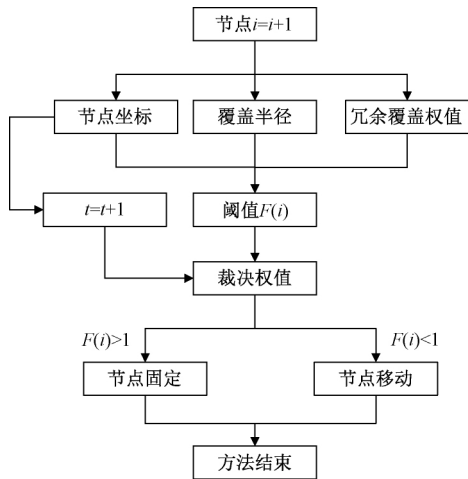 节点i=i+1
节点坐标
覆盖半径
冗余覆盖权值
t=t+1
阈值F(i)
裁决权值
F(i)>1
F(i)<1
节点固定
节点移动
方法结束